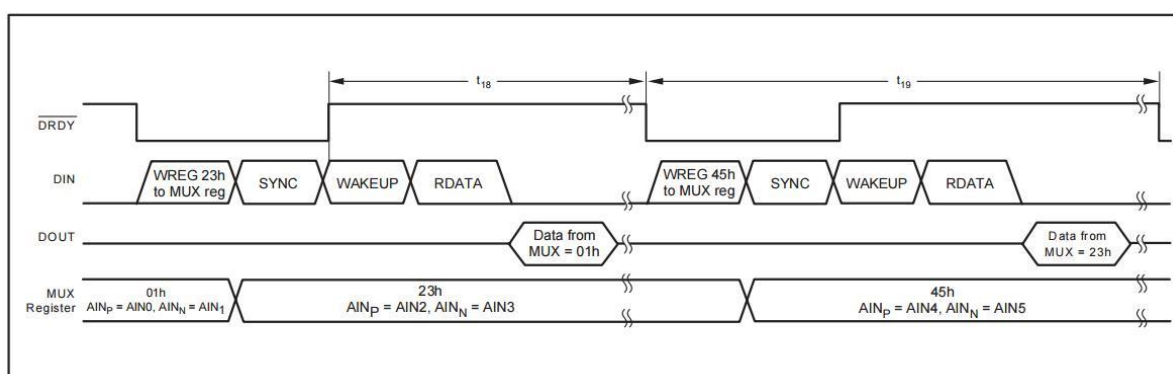 t18
t19
DRDY
DIN
WREG 23h
to MUX reg
SYNC
WAKEUP
RDATA
WREG 45h
to MUX reg
SYNC
WAKEUP
RDATA
DOUT
Data from
MUX = 01h
Data from
MUX = 23h
MUX
Register
01h
AINP = AIN0, AINN = AIN1
23h
AINP = AIN2, AINN = AIN3
45h
AINP = AIN4, AINN = AIN5